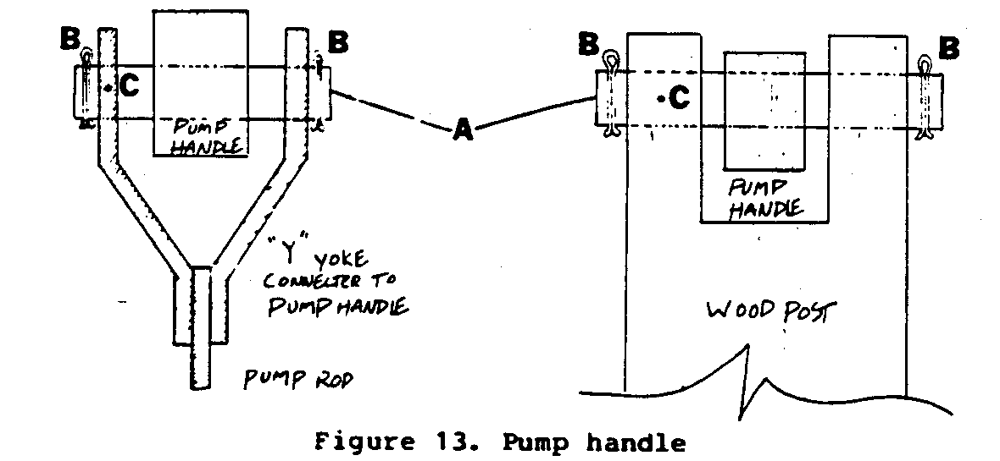 B
B
C
A
PUMP
HANDLE
"Y" YOKE
CONNECTER TO
PUMP HANDLE
PUMP ROD
B
B
C
PUMP
HANDLE
WOOD POST
Figure 13. Pump handle